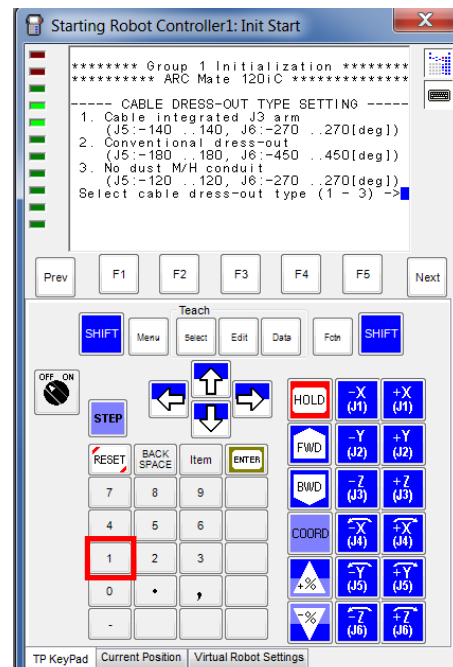 Starting Robot Controller1: Init Start
X
******** Group 1 Initialization ********
********** ARC Mate 120iC **************
----- CABLE DRESS-OUT TYPE SETTING -----
1. Cable integrated J3 arm
(J5:-140 ..140, J6:-270 ..270[deg])
2. Conventional dress-out
(J5:-180 ..180, J6:-450 ..450[deg])
3. No dust M/H conduit
(J5:-120 ..120, J6:-270 ..270[deg])
Select cable dress-out type (1 - 3) ->
Prev F1 F2 F3 F4 F5 Next
Teach
SHIFT Menu Select Edit Data Fctn SHIFT
OFF ON
STEP
HOLD -X (J1) +X (J1)
RESET BACK SPACE Item ENTER
FWD -Y (J2) +Y (J2)
7 8 9
BWD -Z (J3) +Z (J3)
4 5 6
COORD -X (J4) +X (J4)
1 2 3
+% -Y (J5) +Y (J5)
0 . ,
-% -Z (J6) +Z (J6)
-
TP KeyPad Current Position Virtual Robot Settings